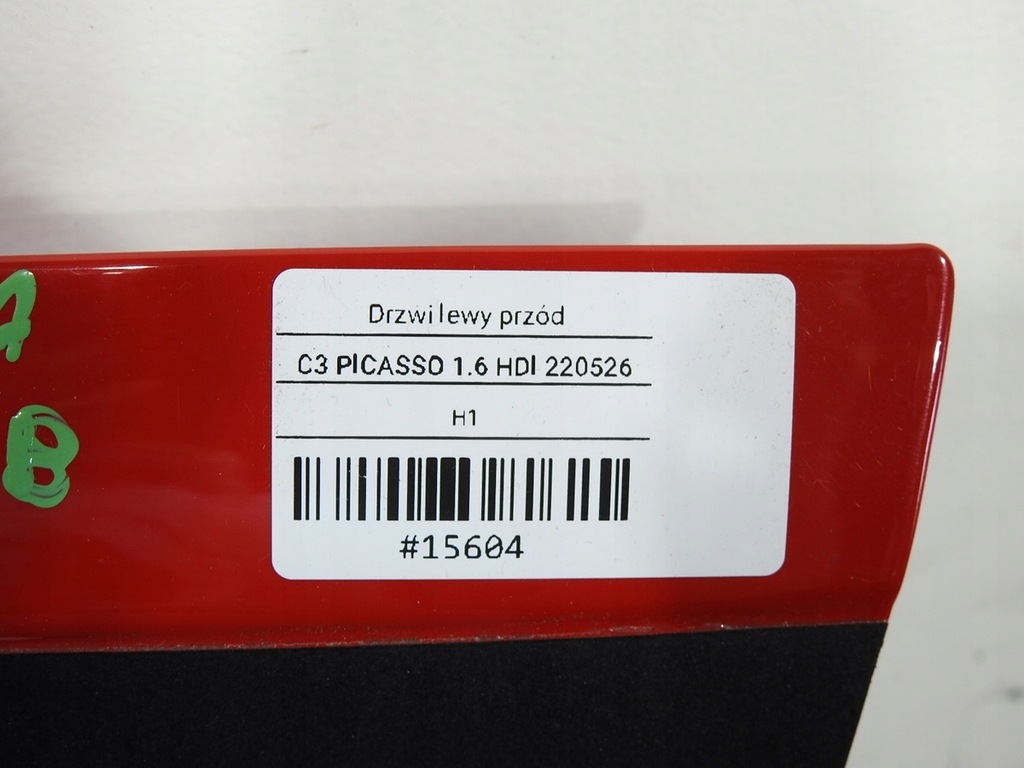 Drzwi lewy przód
C3 PICASSO 1.6 HDI 220526
H1
#15604
B